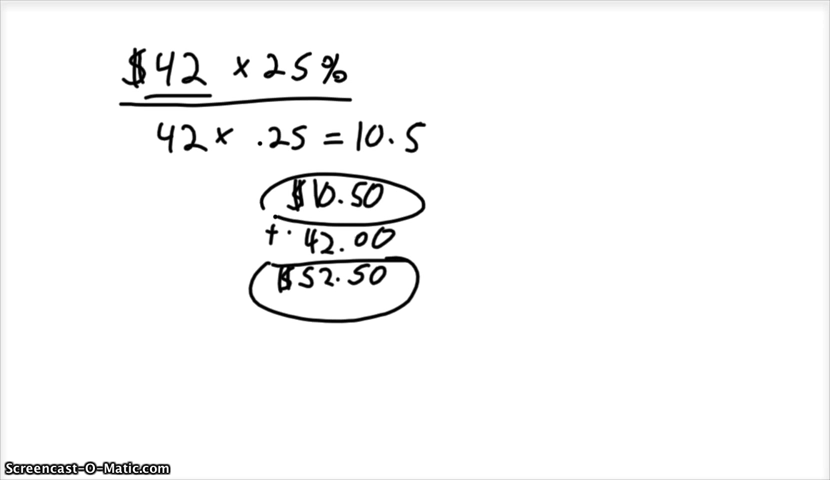 $42 × 25%
42 × .25 = 10.5
$10.50
+ 42.00
$52.50
Screencast-O-Matic.com